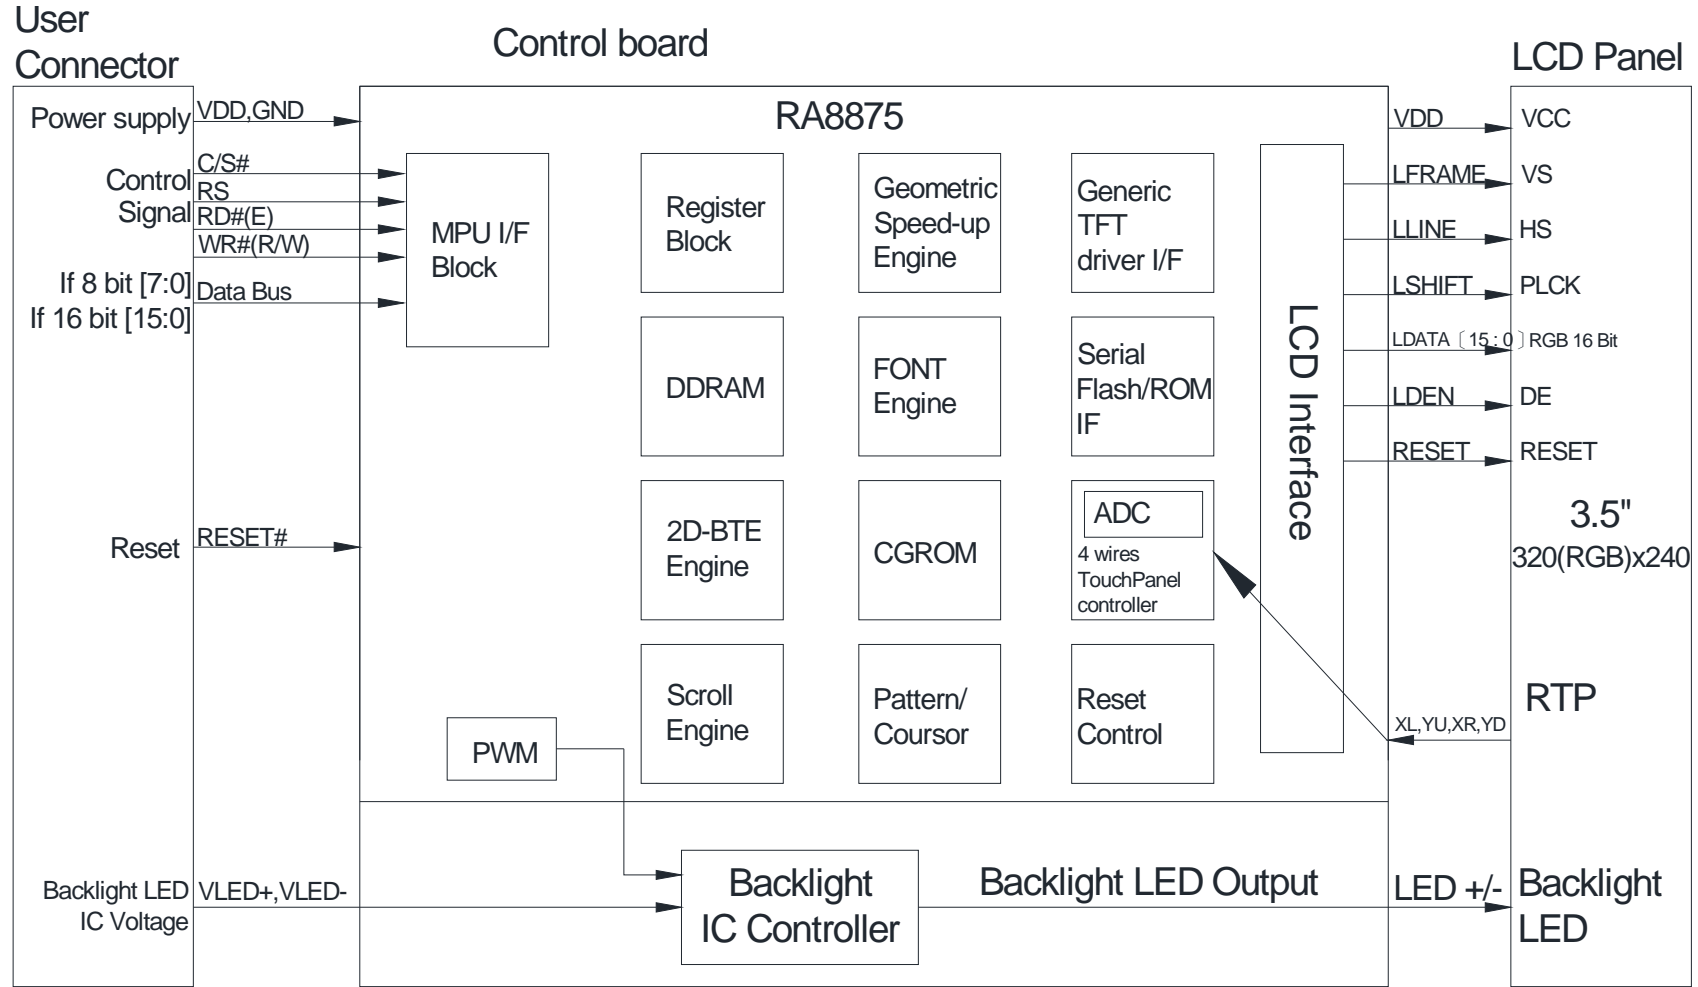 User
Connector
Control board
LCD Panel
Power supply
VDD,GND
Control
Signal
C/S#
RS
RD#(E)
WR#(R/W)
If 8 bit [7:0]
If 16 bit [15:0]
Data Bus
Reset
RESET#
Backlight LED
IC Voltage
VLED+,VLED-
RA8875
MPU I/F
Block
Register
Block
Geometric
Speed-up
Engine
Generic
TFT
driver I/F
DDRAM
FONT
Engine
Serial
Flash/ROM
IF
2D-BTE
Engine
CGROM
ADC
4 wires
TouchPanel
controller
Scroll
Engine
Pattern/
Coursor
Reset
Control
PWM
LCD Interface
Backlight
IC Controller
Backlight LED Output
VDD
VCC
LFRAME
VS
LLINE
HS
LSHIFT
PLCK
LDATA〔15:0〕RGB 16 Bit
LDEN
DE
RESET
RESET
3.5"
320(RGB)x240
RTP
XL,YU,XR,YD
LED +/-
Backlight
LED